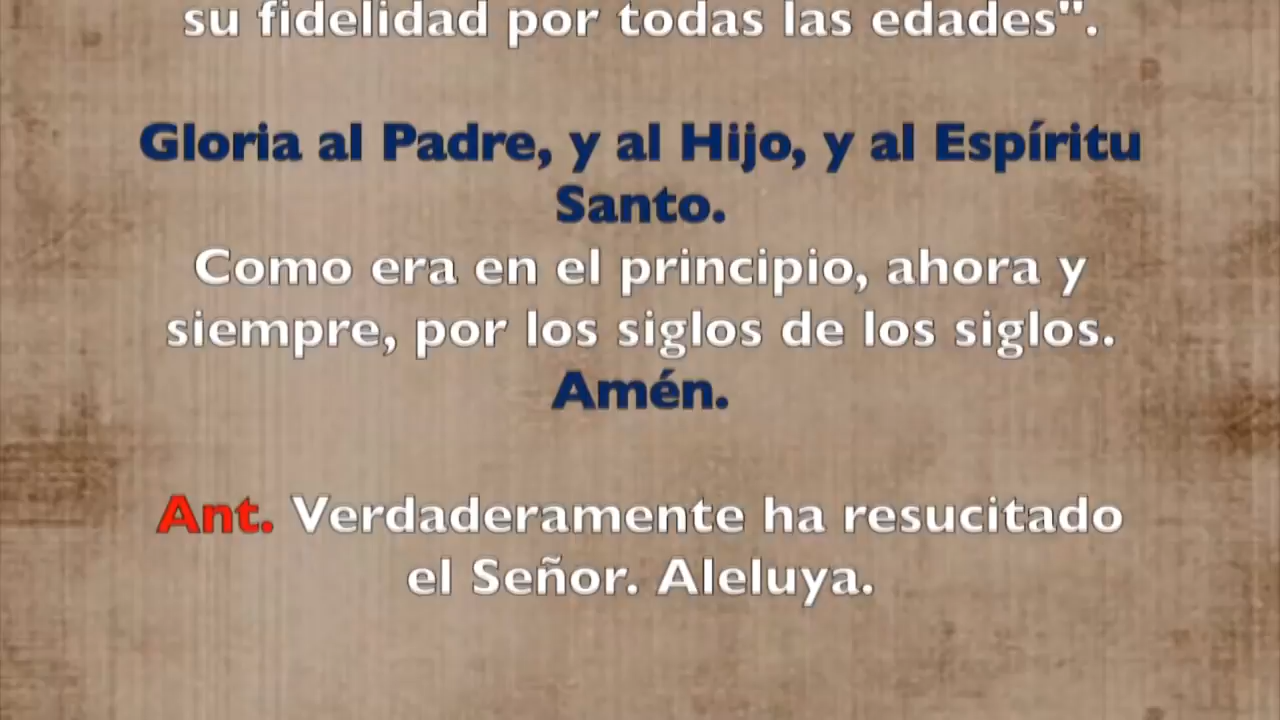 su fidelidad por todas las edades".
Gloria al Padre, y al Hijo, y al Espíritu
Santo.
Como era en el principio, ahora y
siempre, por los siglos de los siglos.
Amén.
Ant. Verdaderamente ha resucitado
el Señor. Aleluya.